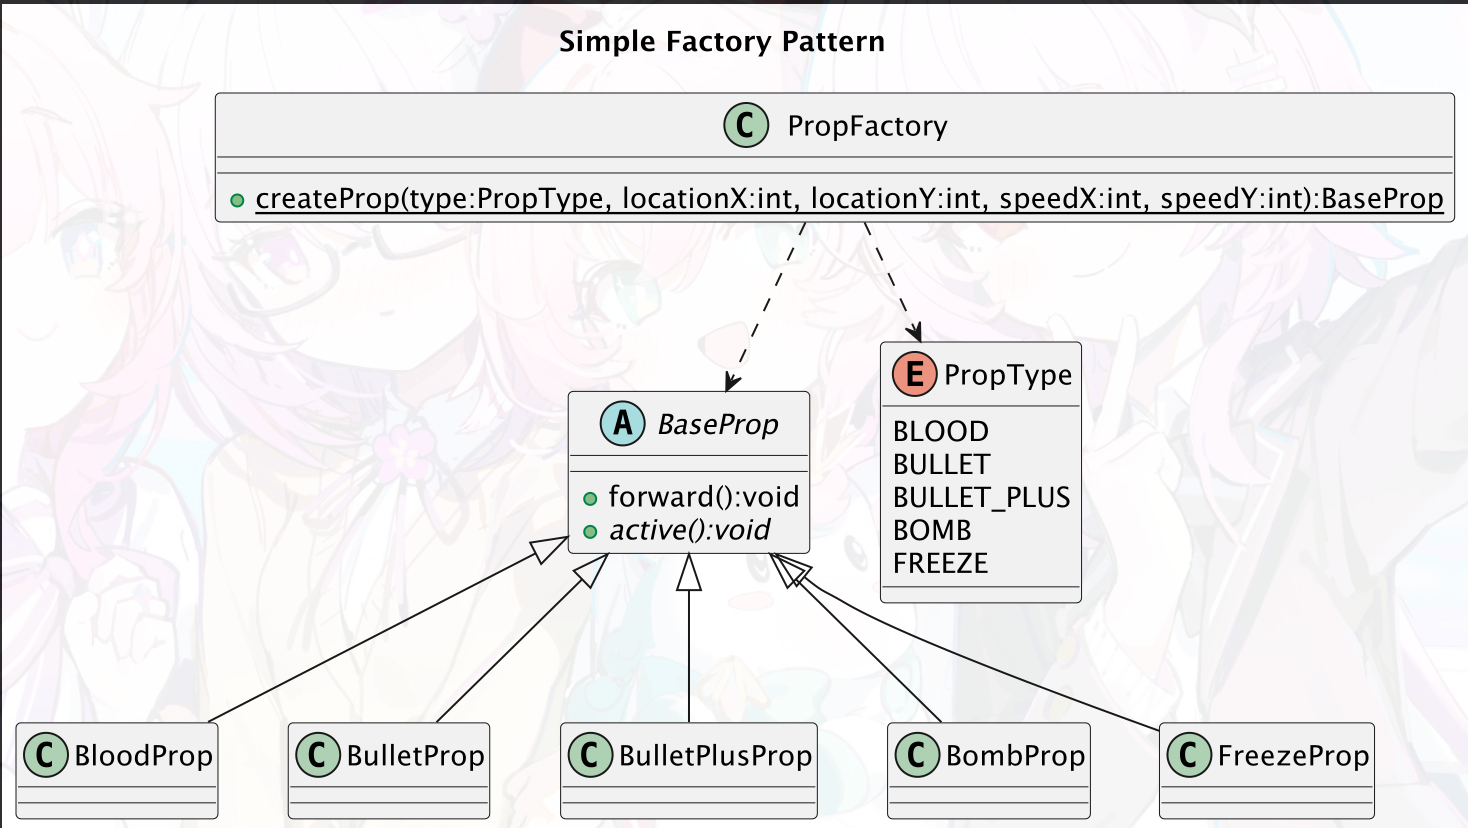 Simple Factory Pattern
C PropFactory
createProp(type:PropType, locationX:int, locationY:int, speedX:int, speedY:int):BaseProp
A BaseProp
forward():void
active():void
E PropType
BLOOD
BULLET
BULLET_PLUS
BOMB
FREEZE
C BloodProp
C BulletProp
C BulletPlusProp
C BombProp
C FreezeProp